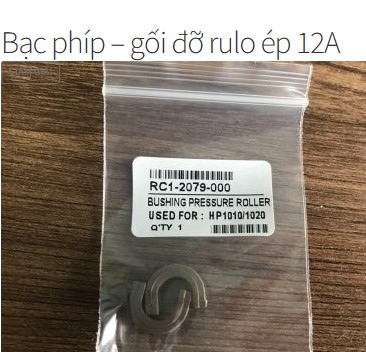 Bạc phíp – gối đỡ rulo ép 12A
RC1-2079-000
BUSHING PRESSURE ROLLER
USED FOR : HP1010/1020
Q'TY 1